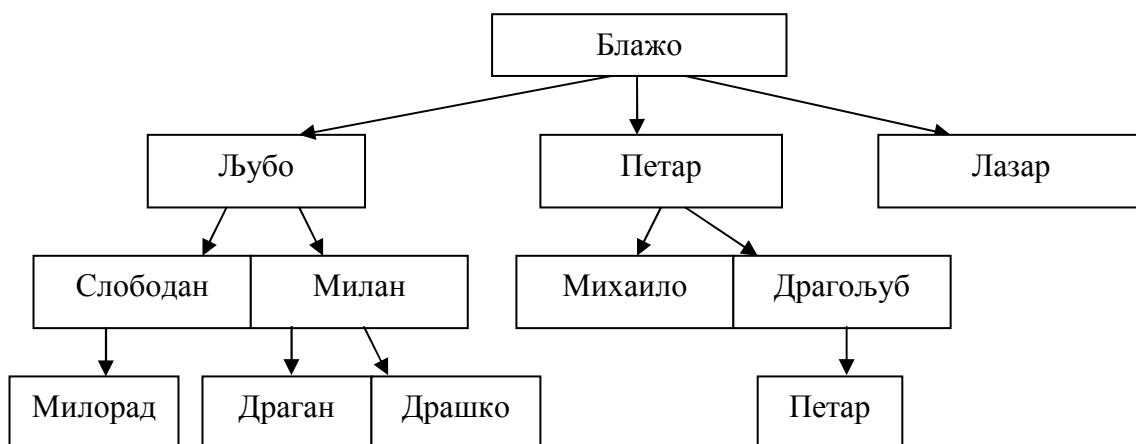 Блажо
Љубо Петар Лазар
Слободан Милан Михаило Драгољуб
Милорад Драган Драшко Петар